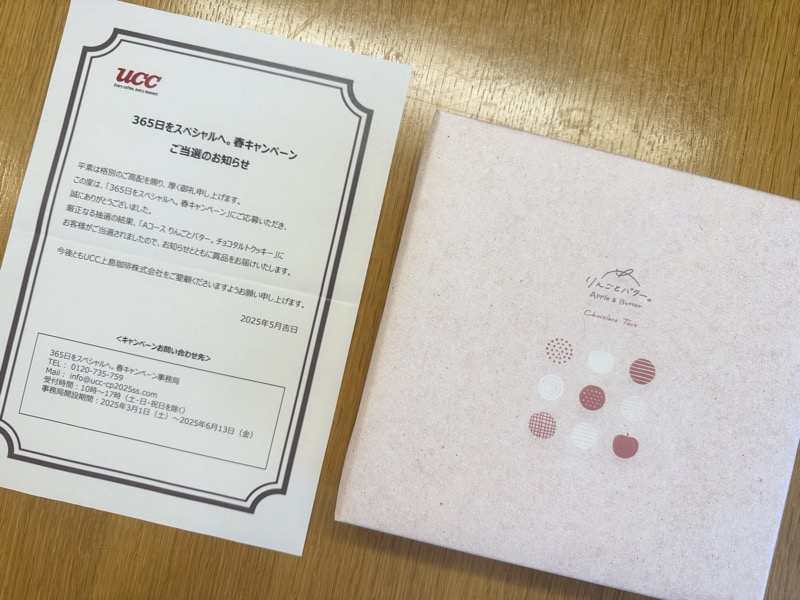 ucc
Every coffee, every moment.
365日をスペシャルへ。春キャンペーン
ご当選のお知らせ
平素は格別のご高配を賜り、厚く御礼申し上げます。
この度は、「365日をスペシャルへ。春キャンペーン」にご応募いただき、
誠にありがとうございました。
厳正なる抽選の結果、「Aコース りんごとバター。チョコタルトクッキー」に
お客様がご当選されましたので、お知らせとともに賞品をお届けいたします。
今後ともUCC上島珈琲株式会社をご愛顧くださいますようお願い申し上げます。
2025年5月吉日
<キャンペーンお問い合わせ先>
365日をスペシャルへ。春キャンペーン事務局
TEL : 0120-735-759
Mail : info@ucc-cp2025ss.com
受付時間:10時~17時(土・日・祝日を除く)
事務局開設期間:2025年3月1日(土)~2025年6月13日(金)
りんごとバター。
Apple & Butter
Chocolate Tart